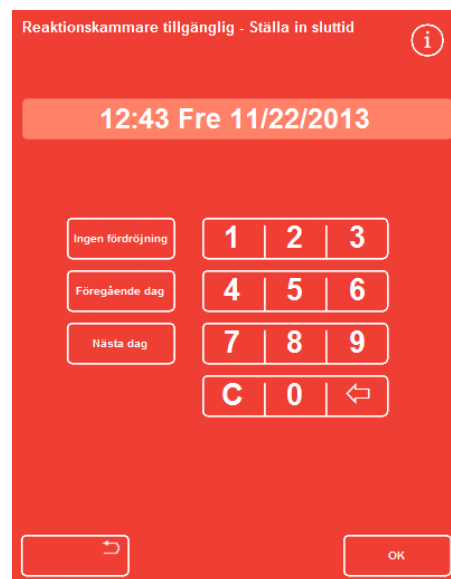 Reaktionskammare tillgänglig - Ställa in sluttid
i
12:43 Fre 11/22/2013
Ingen fördröjning
1 | 2 | 3
Föregående dag
4 | 5 | 6
Nästa dag
7 | 8 | 9
C | 0 |
OK